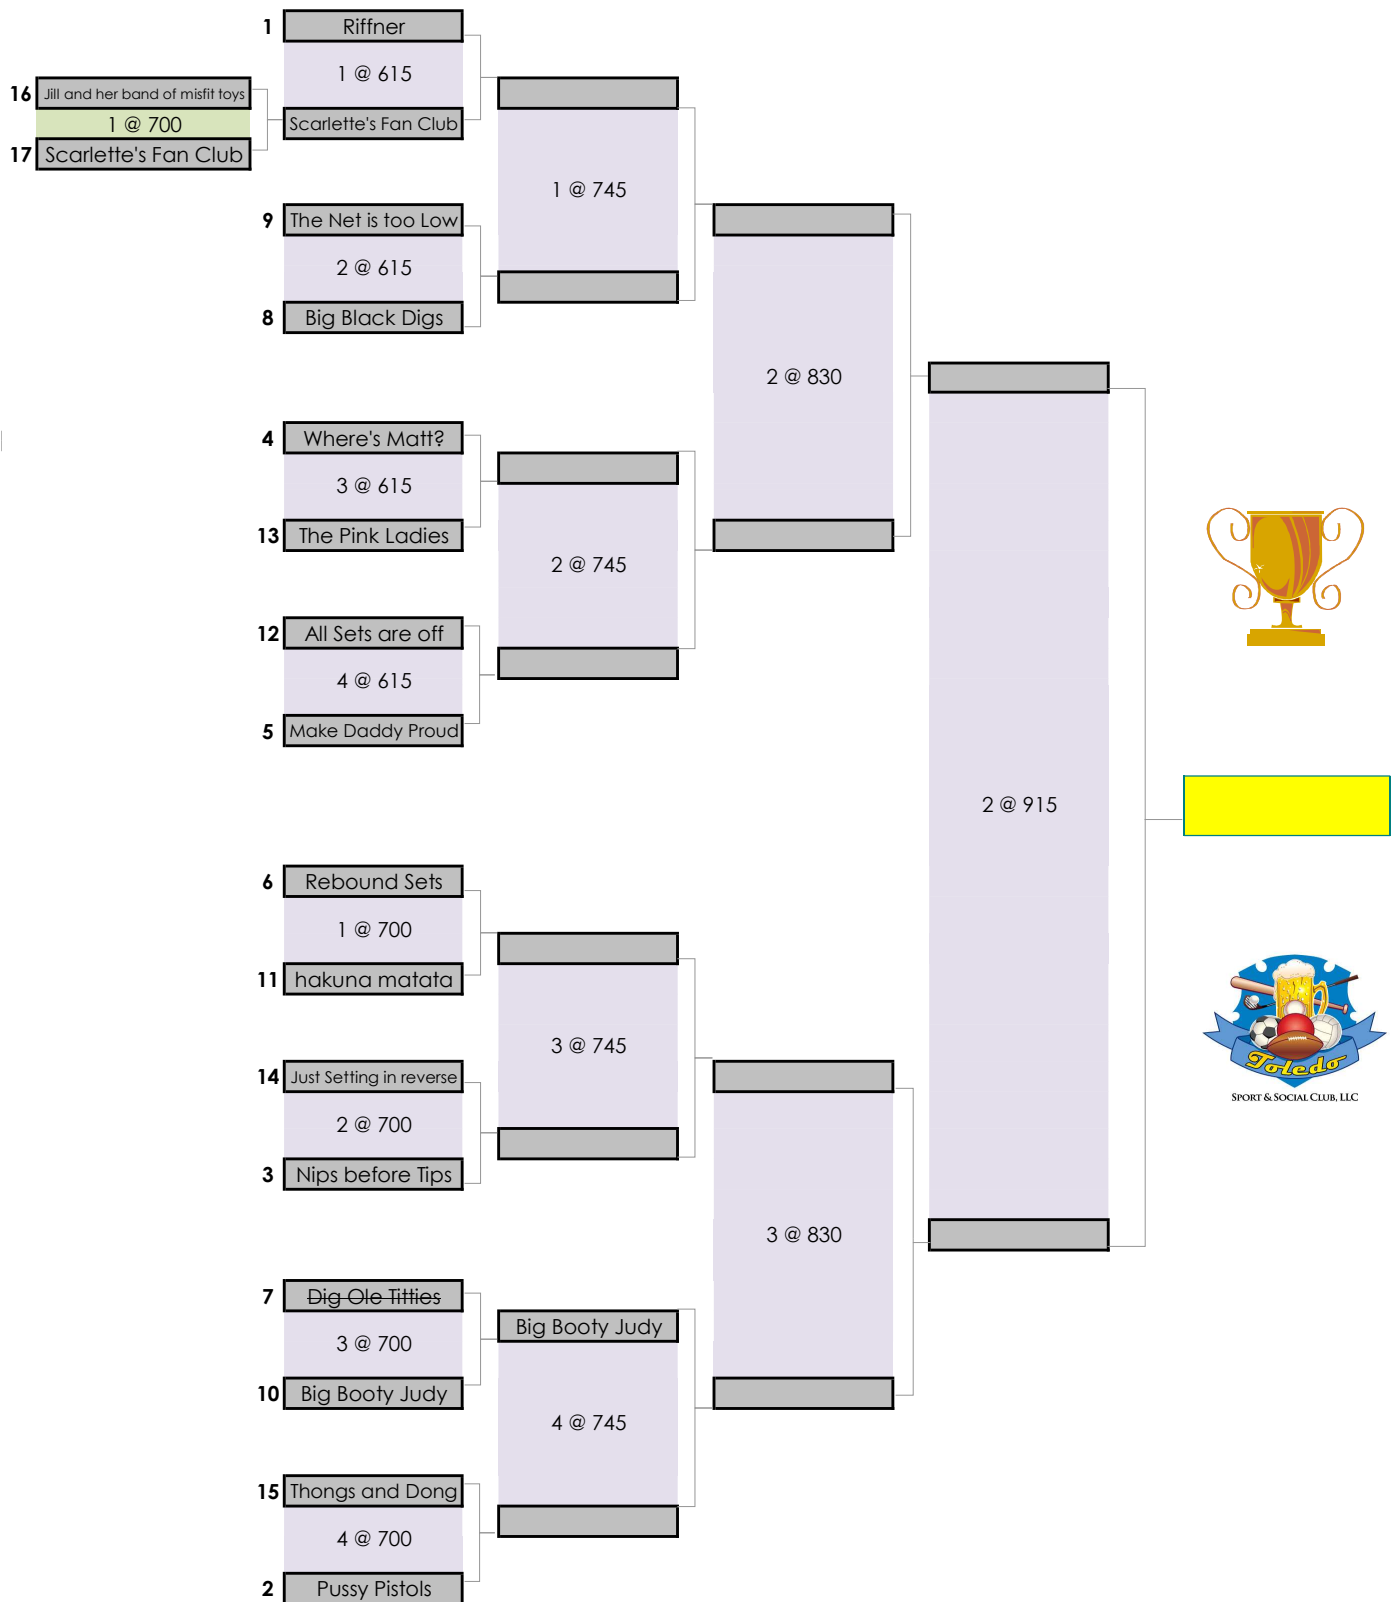 1 Riffner
1 @ 615
16 Jill and her band of misfit toys
1 @ 700
Scarlette's Fan Club
17 Scarlette's Fan Club
1 @ 745
9 The Net is too Low
2 @ 615
8 Big Black Digs
2 @ 830
4 Where's Matt?
3 @ 615
13 The Pink Ladies
2 @ 745
12 All Sets are off
4 @ 615
5 Make Daddy Proud
2 @ 915
6 Rebound Sets
1 @ 700
11 hakuna matata
3 @ 745
14 Just Setting in reverse
2 @ 700
3 Nips before Tips
Toledo
SPORT & SOCIAL CLUB, LLC
3 @ 830
7 Dig Ole Titties
3 @ 700
Big Booty Judy
10 Big Booty Judy
4 @ 745
15 Thongs and Dong
4 @ 700
2 Pussy Pistols